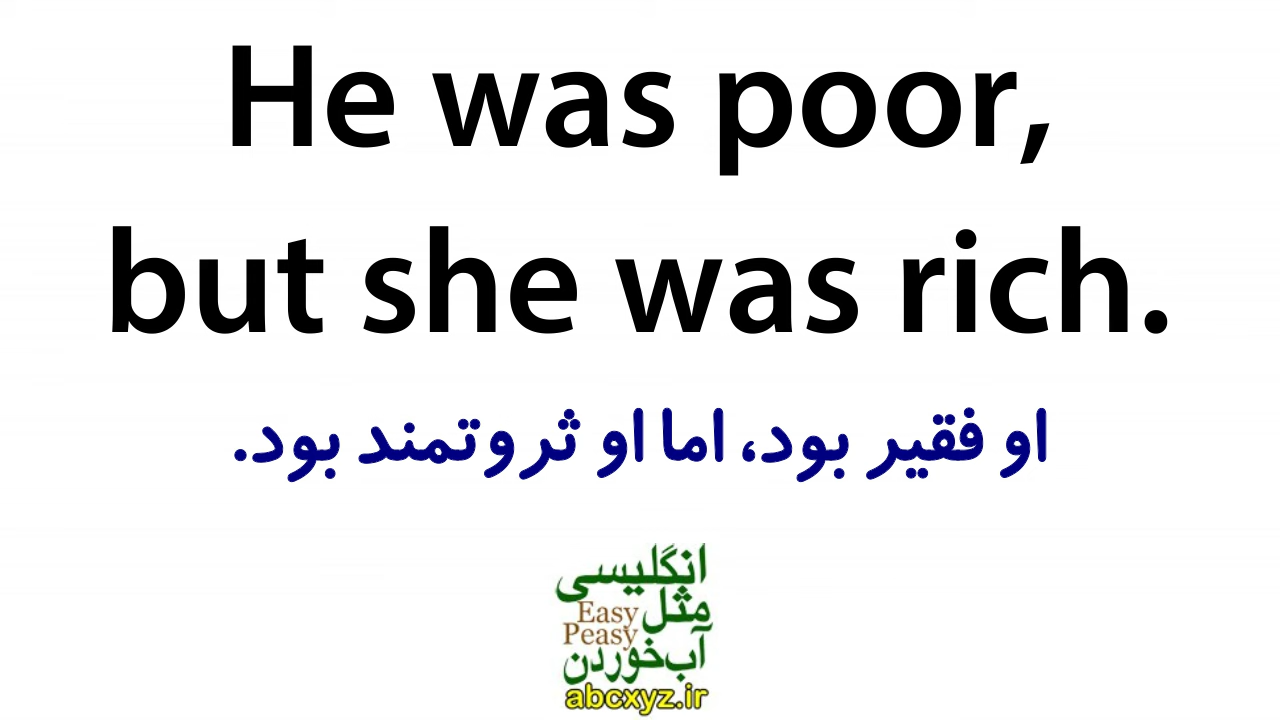 He was poor,
but she was rich.
او فقیر بود، اما او ثروتمند بود.
انگلیسی
مثل
Easy
Peasy
آب‌خوردن
abcxyz.ir